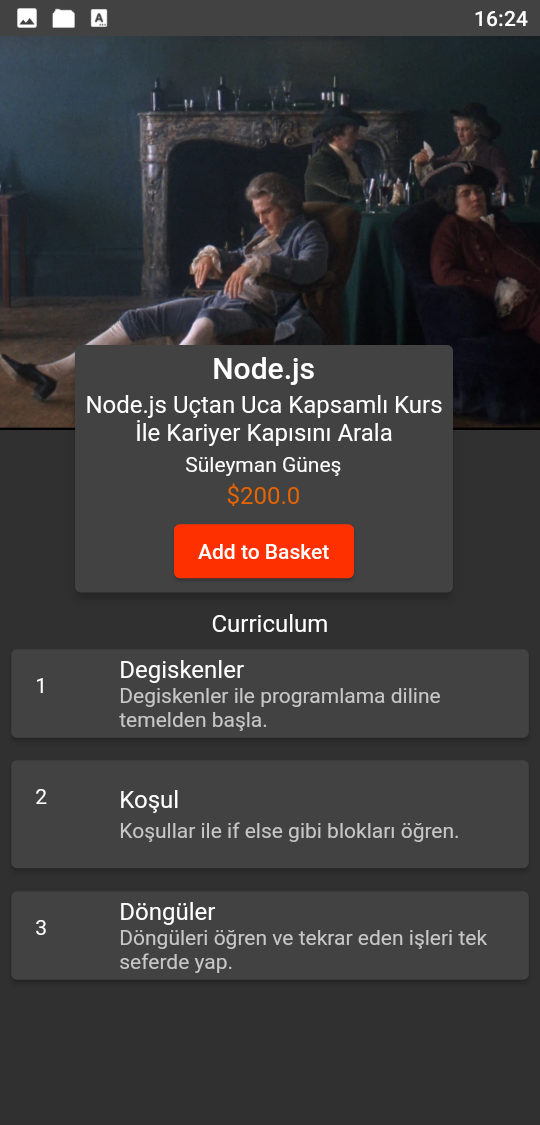 16:24
Node.js
Node.js Uçtan Uca Kapsamlı Kurs
İle Kariyer Kapısını Arala
Süleyman Güneş
$200.0
Add to Basket
Curriculum
1
Degiskenler
Degiskenler ile programlama diline
temelden başla.
2
Koşul
Koşullar ile if else gibi blokları öğren.
3
Döngüler
Döngüleri öğren ve tekrar eden işleri tek
seferde yap.